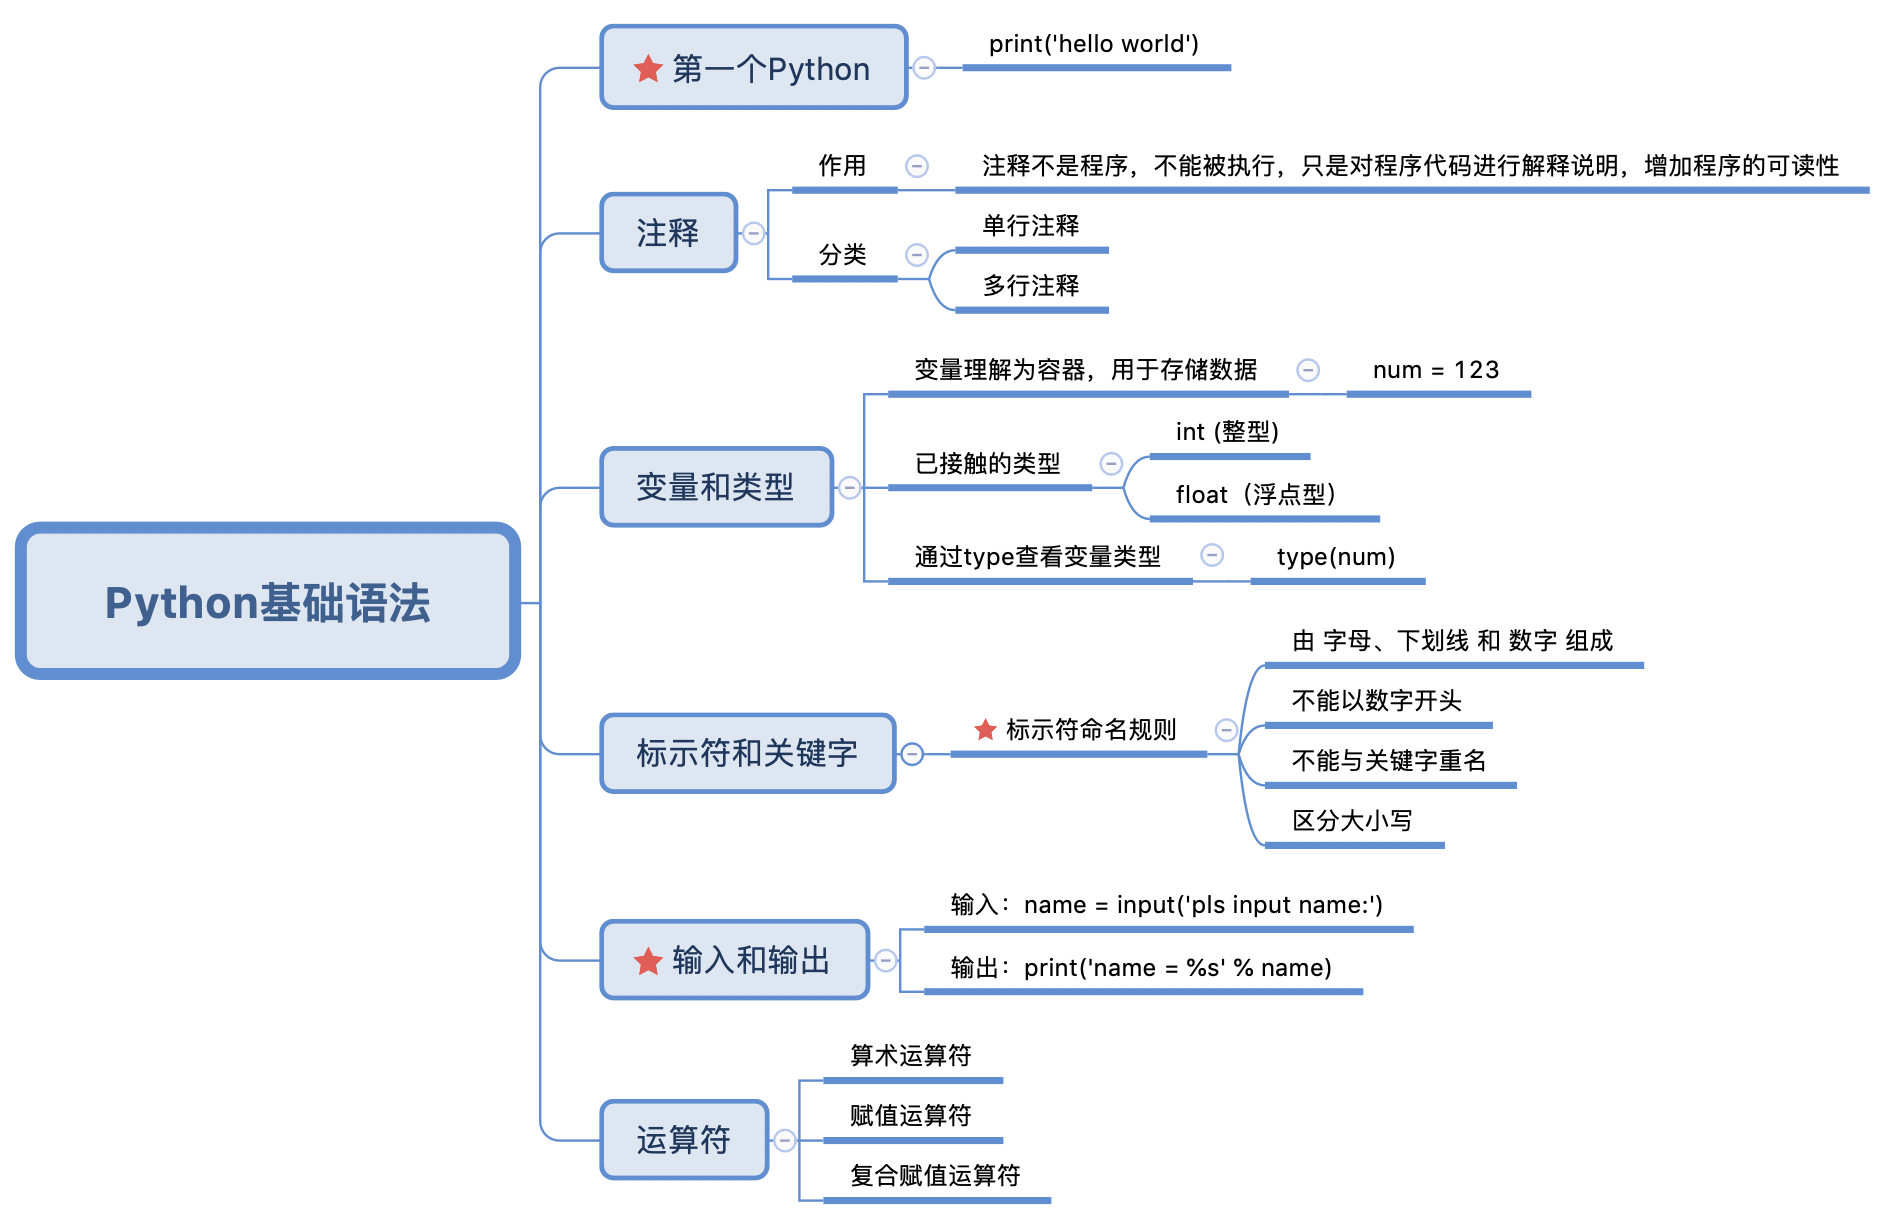 Python基础语法
第一个Python
print('hello world')
注释
作用
注释不是程序，不能被执行，只是对程序代码进行解释说明，增加程序的可读性
分类
单行注释
多行注释
变量和类型
变量理解为容器，用于存储数据
num = 123
已接触的类型
int (整型)
float（浮点型）
通过type查看变量类型
type(num)
标示符和关键字
标示符命名规则
由 字母、下划线 和 数字 组成
不能以数字开头
不能与关键字重名
区分大小写
输入和输出
输入：name = input('pls input name:')
输出：print('name = %s' % name)
运算符
算术运算符
赋值运算符
复合赋值运算符